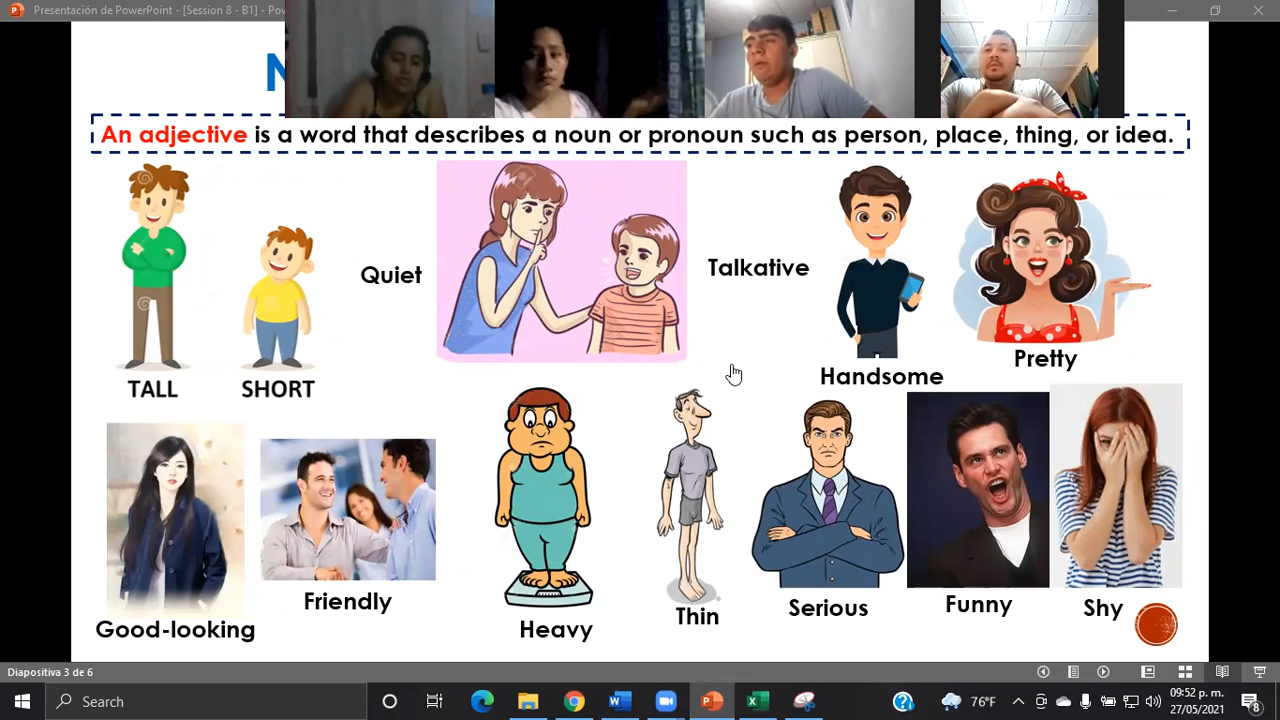 Presentación de PowerPoint - [Session 8 - B1] - Pow
N
An adjective is a word that describes a noun or pronoun such as person, place, thing, or idea.
Quiet
Talkative
TALL
SHORT
Handsome
Pretty
Good-looking
Friendly
Heavy
Thin
Serious
Funny
Shy
Diapositiva 3 de 6
Search
76°F
09:52 p. m.
27/05/2021
8